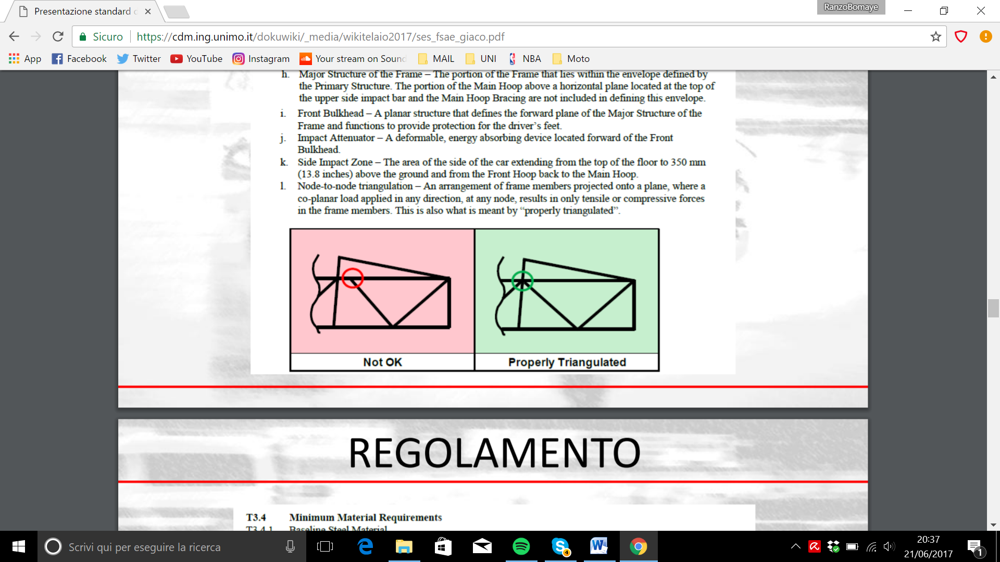 Presentazione standard
RanzoBomaye
Sicuro
https://cdm.ing.unimo.it/dokuwiki/_media/wikitelaio2017/ses_fsae_giaco.pdf
App Facebook Twitter YouTube Instagram Your stream on Sound MAIL UNI NBA Moto
h. Major Structure of the Frame – The portion of the Frame that lies within the envelope defined by
the Primary Structure. The portion of the Main Hoop above a horizontal plane located at the top of
the upper side impact bar and the Main Hoop Bracing are not included in defining this envelope.
i. Front Bulkhead – A planar structure that defines the forward plane of the Major Structure of the
Frame and functions to provide protection for the driver’s feet.
j. Impact Attenuator – A deformable, energy absorbing device located forward of the Front
Bulkhead.
k. Side Impact Zone – The area of the side of the car extending from the top of the floor to 350 mm
(13.8 inches) above the ground and from the Front Hoop back to the Main Hoop.
l. Node-to-node triangulation – An arrangement of frame members projected onto a plane, where a
co-planar load applied in any direction, at any node, results in only tensile or compressive forces
in the frame members. This is also what is meant by “properly triangulated”.
Not OK
Properly Triangulated
REGOLAMENTO
T3.4 Minimum Material Requirements
T3.4.1 Baseline Steel Material
Scrivi qui per eseguire la ricerca
4
20:37
21/06/2017
1